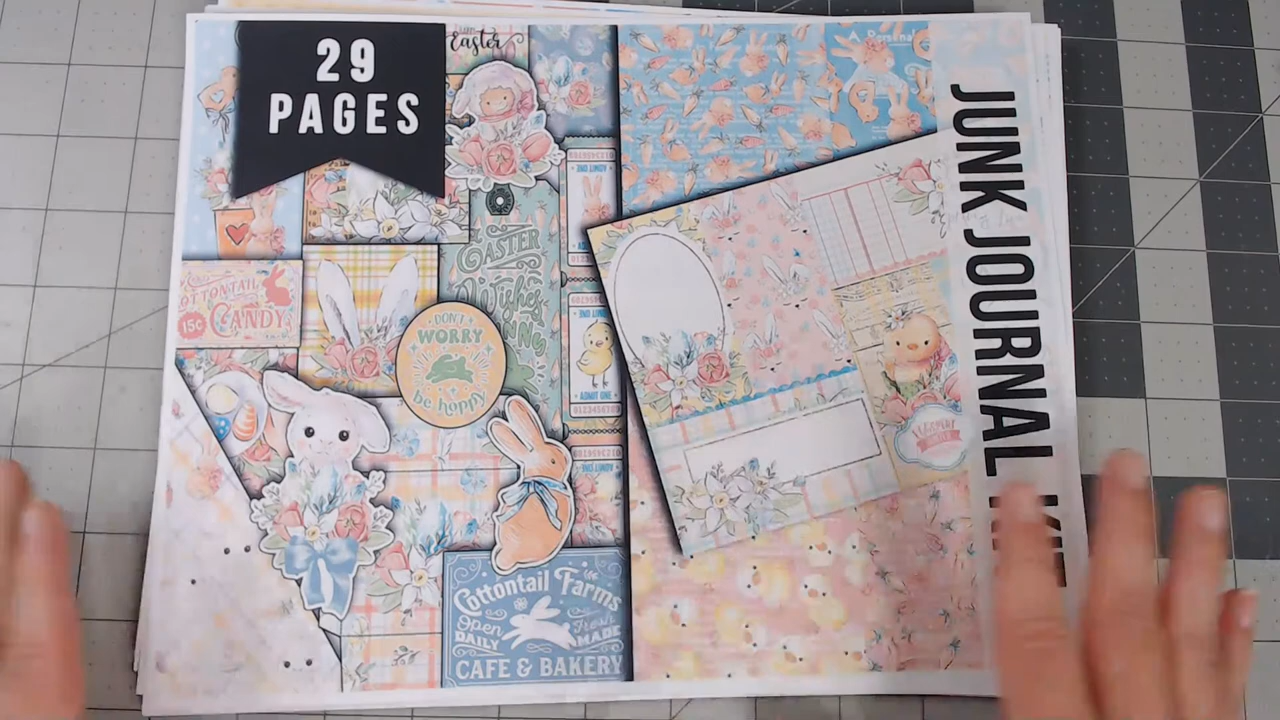 29
PAGES
Easter
Personal
JUNK JOURNAL
EASTER
Wishes
COTTONTAIL
15¢
CANDY
DON'T
WORRY
be hoppy
ADMIT ONE
Cottontail Farms
Open
DAILY
Fresh
MADE
CAFE & BAKERY